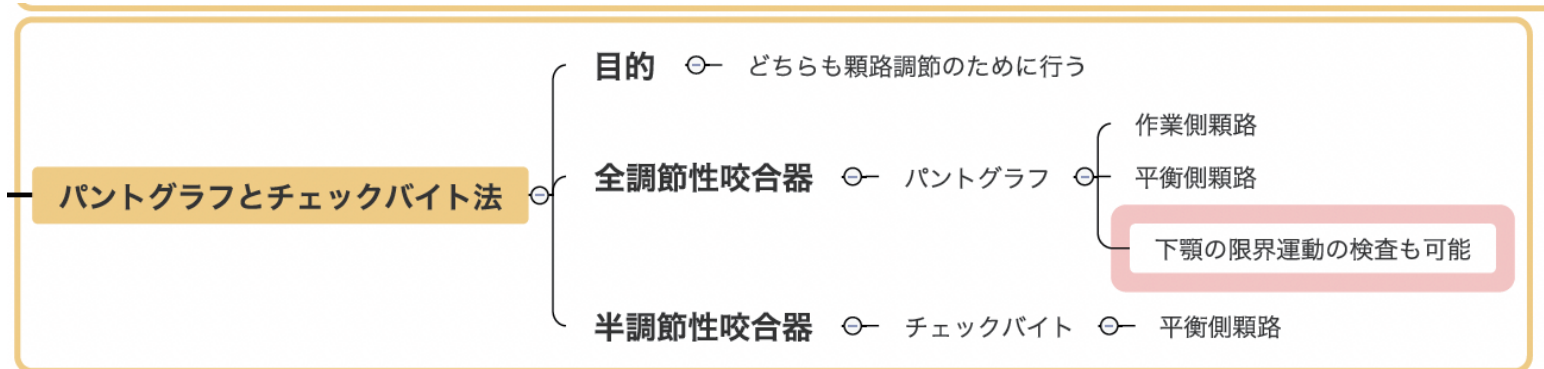 パントグラフとチェックバイト法
目的
どちらも顆路調節のために行う
全調節性咬合器
パントグラフ
作業側顆路
平衡側顆路
下顎の限界運動の検査も可能
半調節性咬合器
チェックバイト
平衡側顆路